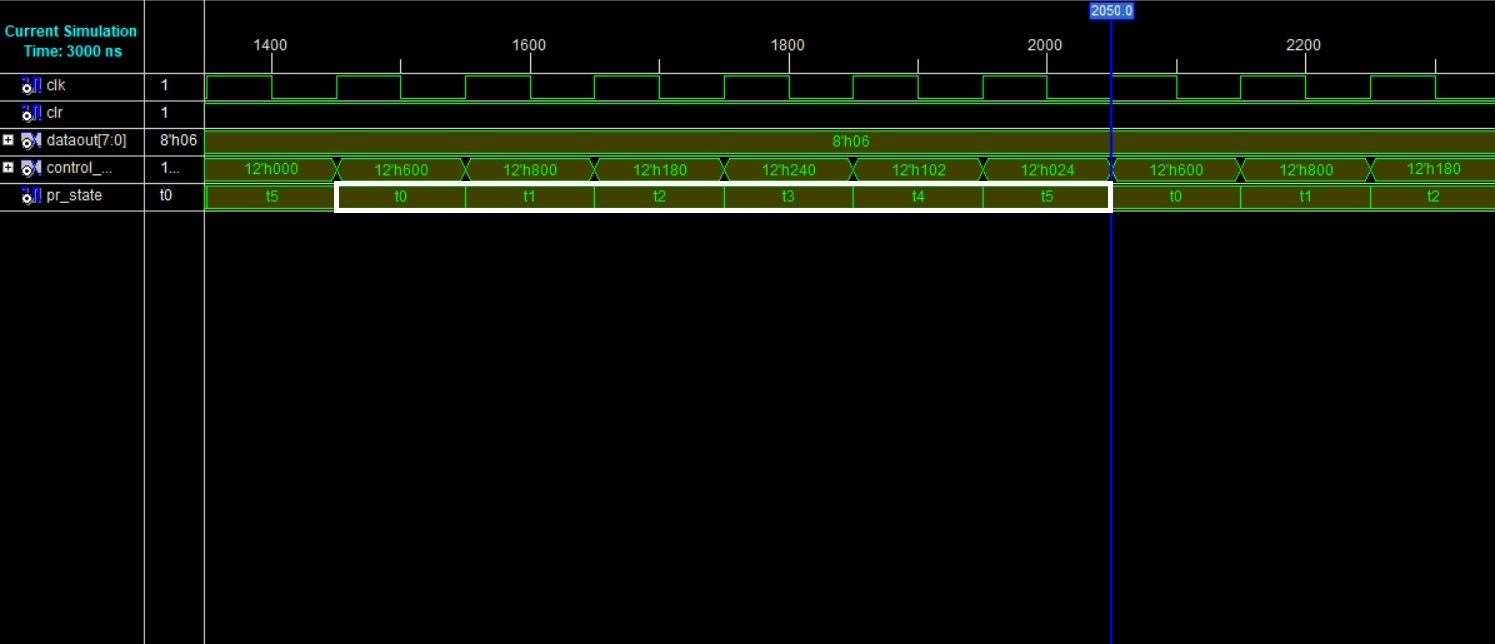 2050.0
Current Simulation
Time: 3000 ns
1400 1600 1800 2000 2200
clk 1
clr 1
dataout[7:0] 8'h06 8'h06
control_... 1... 12'h000 12'h600 12'h800 12'h180 12'h240 12'h102 12'h024 12'h600 12'h800 12'h180
pr_state t0 t5 t0 t1 t2 t3 t4 t5 t0 t1 t2